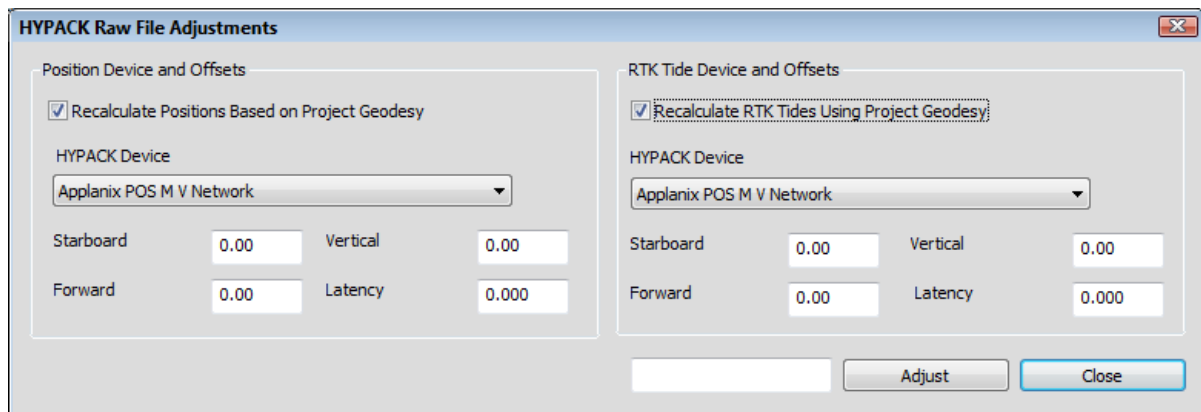 HYPACK Raw File Adjustments
Position Device and Offsets
Recalculate Positions Based on Project Geodesy
HYPACK Device
Applanix POS M V Network
Starboard 0.00 Vertical 0.00
Forward 0.00 Latency 0.000
RTK Tide Device and Offsets
Recalculate RTK Tides Using Project Geodesy
HYPACK Device
Applanix POS M V Network
Starboard 0.00 Vertical 0.00
Forward 0.00 Latency 0.000
Adjust Close